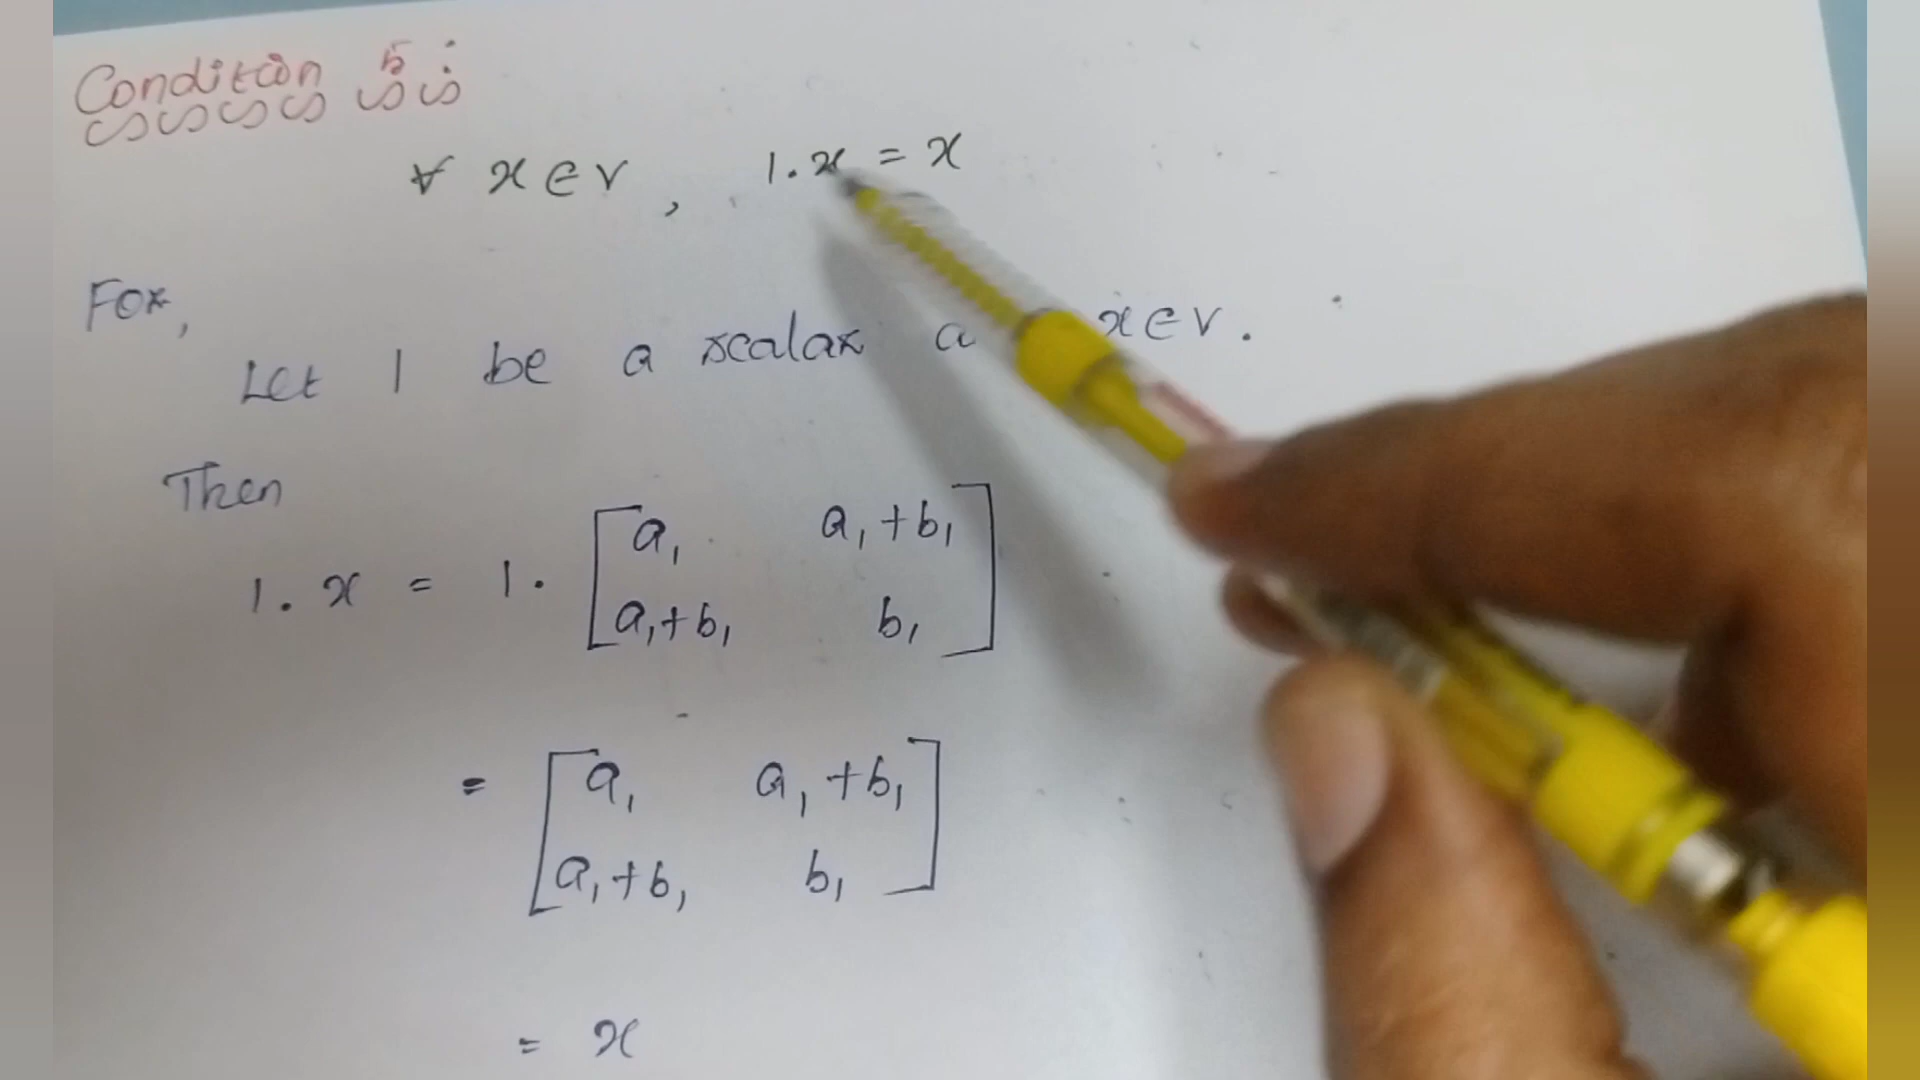 Condition 5:
∀ x ∈ V, 1.x = x
For,
Let 1 be a scalar a x ∈ V.
Then
1.x = 1. [a₁ a₁+b₁
a₁+b₁ b₁]
= [a₁ a₁+b₁
a₁+b₁ b₁]
= x